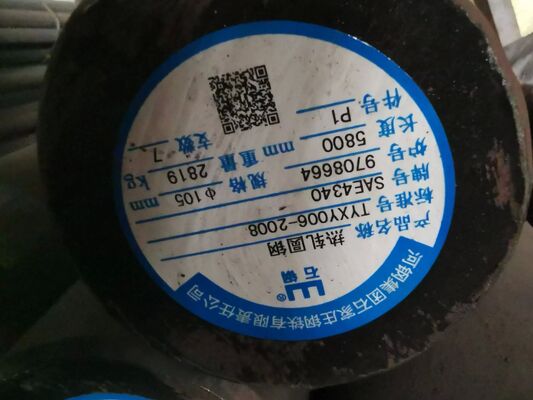 河钢集团石家庄钢铁有限责任公司
石钢®
产品名称 热轧圆钢
标准号 TYXY006-2008
牌号 SAE4340
炉号 9708664 规格 Φ105 mm
长度 5800 mm 重量 2819 kg
件号 P1 支数 7